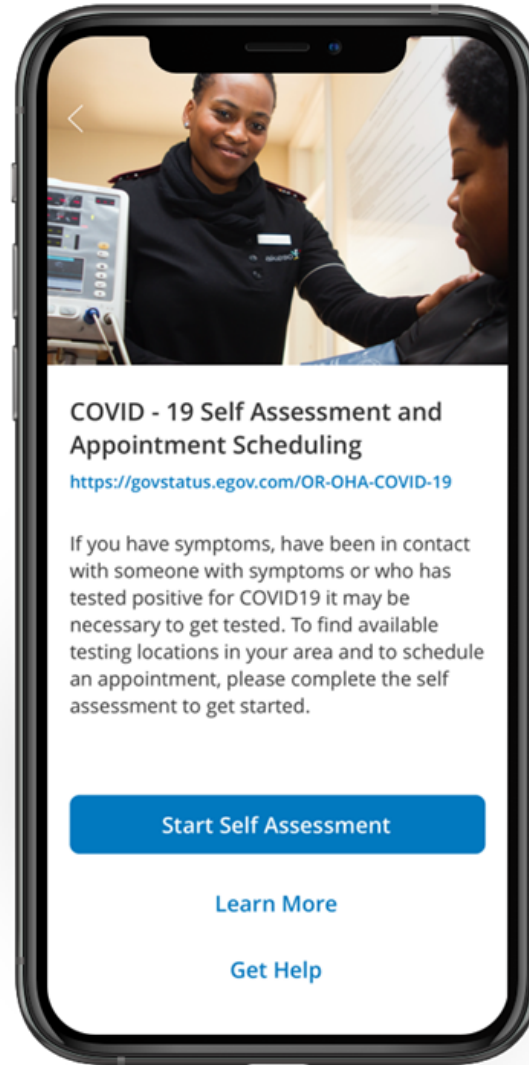 COVID - 19 Self Assessment and
Appointment Scheduling
https://govstatus.egov.com/OR-OHA-COVID-19
If you have symptoms, have been in contact
with someone with symptoms or who has
tested positive for COVID19 it may be
necessary to get tested. To find available
testing locations in your area and to schedule
an appointment, please complete the self
assessment to get started.
Start Self Assessment
Learn More
Get Help